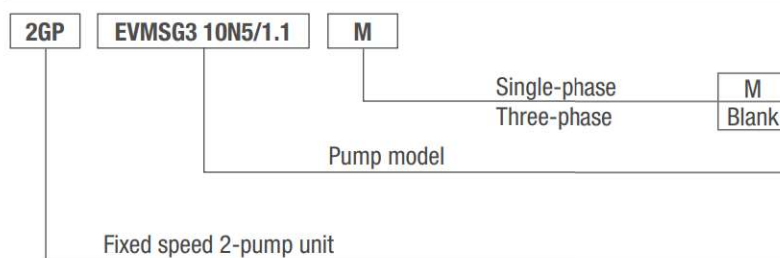 2GP EVMSG3 10N5/1.1 M
Single-phase M
Three-phase Blank
Pump model
Fixed speed 2-pump unit